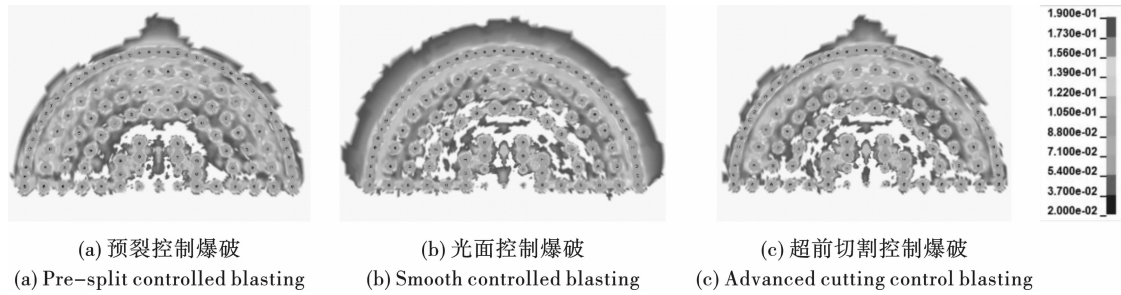 1.900e-01
1.730e-01
1.560e-01
1.390e-01
1.220e-01
1.050e-01
8.800e-02
7.100e-02
5.400e-02
3.700e-02
2.000e-02
(a) 预裂控制爆破
(b) 光面控制爆破
(c) 超前切割控制爆破
(a) Pre-split controlled blasting
(b) Smooth controlled blasting
(c) Advanced cutting control blasting